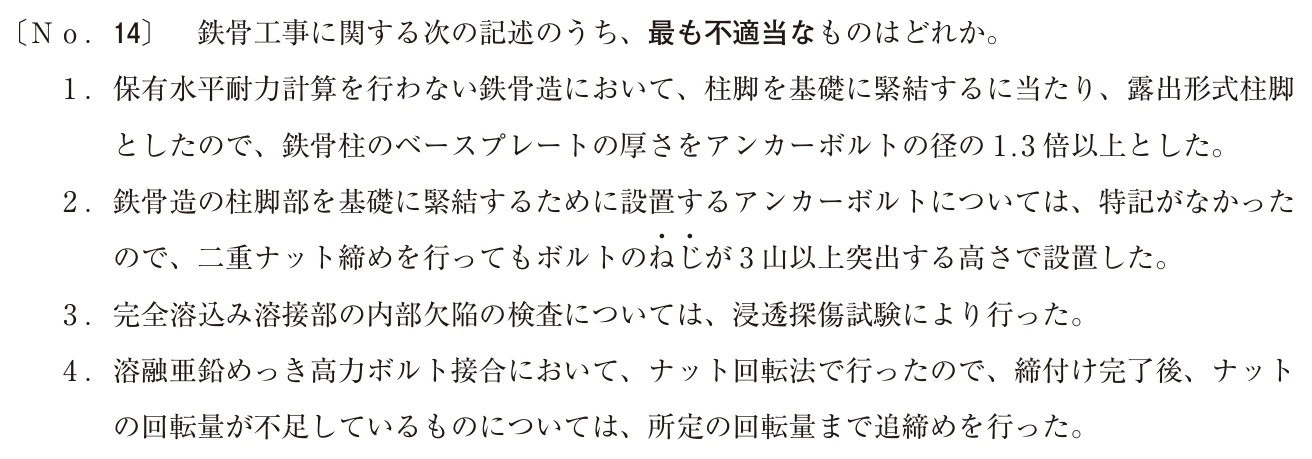 〔Ｎｏ．14〕　鉄骨工事に関する次の記述のうち、最も不適当なものはどれか。
１．保有水平耐力計算を行わない鉄骨造において、柱脚を基礎に緊結するに当たり、露出形式柱脚
としたので、鉄骨柱のベースプレートの厚さをアンカーボルトの径の1.3倍以上とした。
２．鉄骨造の柱脚部を基礎に緊結するために設置するアンカーボルトについては、特記がなかった
ので、二重ナット締めを行ってもボルトのねじが３山以上突出する高さで設置した。
３．完全溶込み溶接部の内部欠陥の検査については、浸透探傷試験により行った。
４．溶融亜鉛めっき高力ボルト接合において、ナット回転法で行ったので、締付け完了後、ナット
の回転量が不足しているものについては、所定の回転量まで追締めを行った。